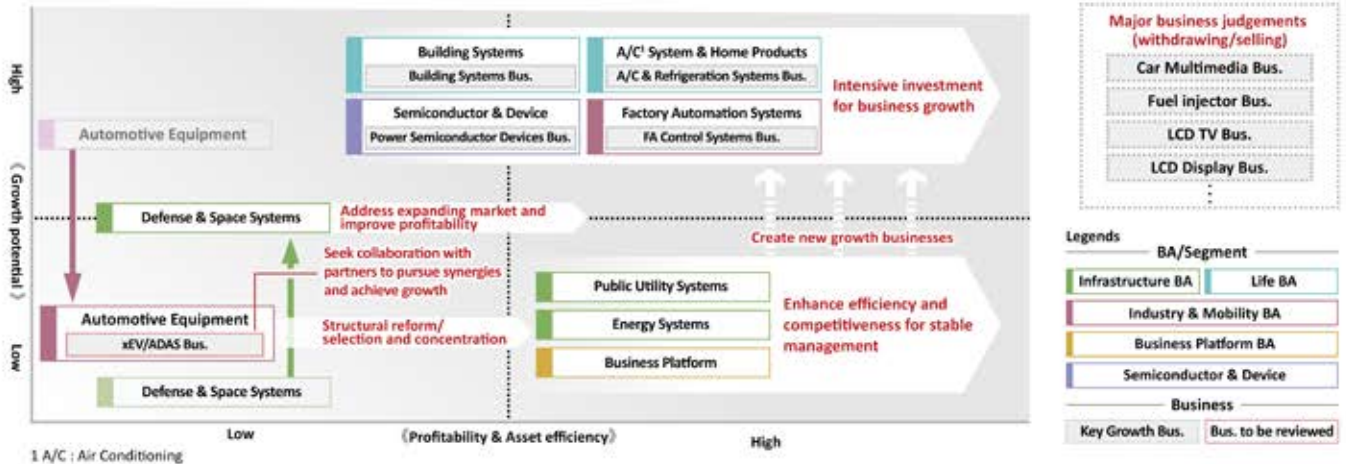 Building Systems
Building Systems Bus.
A/C¹ System & Home Products
A/C & Refrigeration Systems Bus.
Semiconductor & Device
Power Semiconductor Devices Bus.
Factory Automation Systems
FA Control Systems Bus.
Intensive investment
for business growth
High
《 Growth potential 》
Low
Automotive Equipment
Defense & Space Systems
Address expanding market and
improve profitability
Seek collaboration with
partners to pursue synergies
and achieve growth
Create new growth businesses
Automotive Equipment
xEV/ADAS Bus.
Structural reform/
selection and concentration
Defense & Space Systems
Public Utility Systems
Energy Systems
Business Platform
Enhance efficiency and
competitiveness for stable
management
Low
《Profitability & Asset efficiency》
High
1 A/C : Air Conditioning
Major business judgements
(withdrawing/selling)
Car Multimedia Bus.
Fuel injector Bus.
LCD TV Bus.
LCD Display Bus.
Legends
BA/Segment
Infrastructure BA
Life BA
Industry & Mobility BA
Business Platform BA
Semiconductor & Device
Business
Key Growth Bus.
Bus. to be reviewed